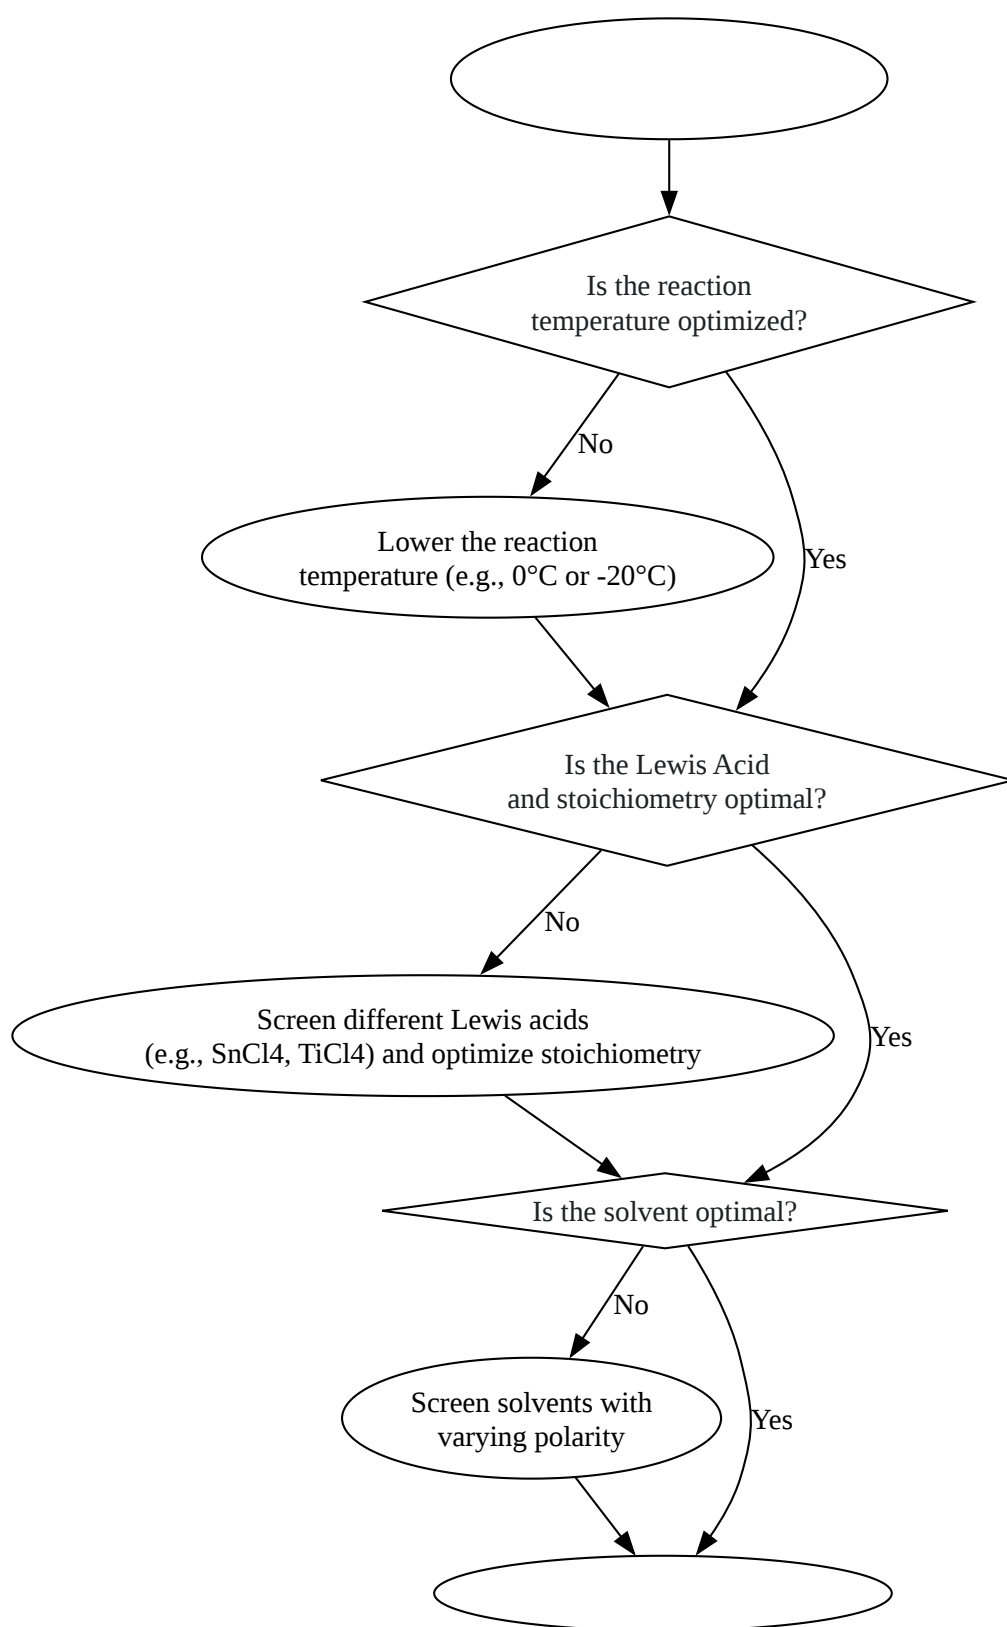 Is the reaction
temperature optimized?
No
Lower the reaction
temperature (e.g., 0°C or -20°C)
Yes
Is the Lewis Acid
and stoichiometry optimal?
No
Screen different Lewis acids
(e.g., SnCl4, TiCl4) and optimize stoichiometry
Yes
Is the solvent optimal?
No
Screen solvents with
varying polarity
Yes